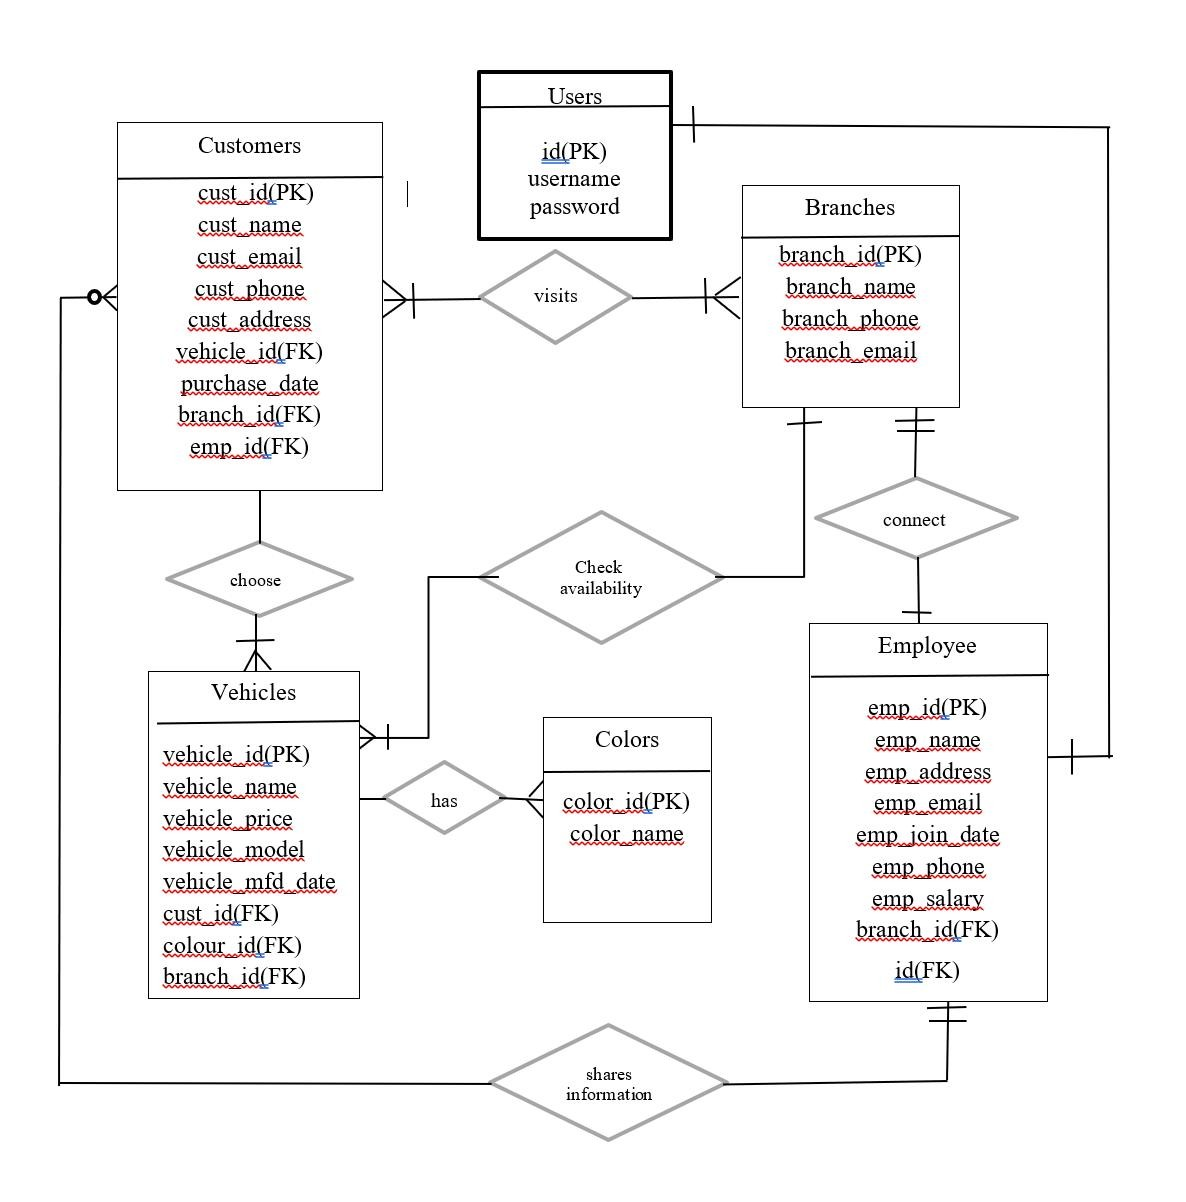 Users
id(PK)
username
password
Customers
cust_id(PK)
cust_name
cust_email
cust_phone
cust_address
vehicle_id(FK)
purchase_date
branch_id(FK)
emp_id(FK)
visits
Branches
branch_id(PK)
branch_name
branch_phone
branch_email
choose
Check
availability
connect
Vehicles
vehicle_id(PK)
vehicle_name
vehicle_price
vehicle_model
vehicle_mfd_date
cust_id(FK)
colour_id(FK)
branch_id(FK)
has
Colors
color_id(PK)
color_name
Employee
emp_id(PK)
emp_name
emp_address
emp_email
emp_join_date
emp_phone
emp_salary
branch_id(FK)
id(FK)
shares
information